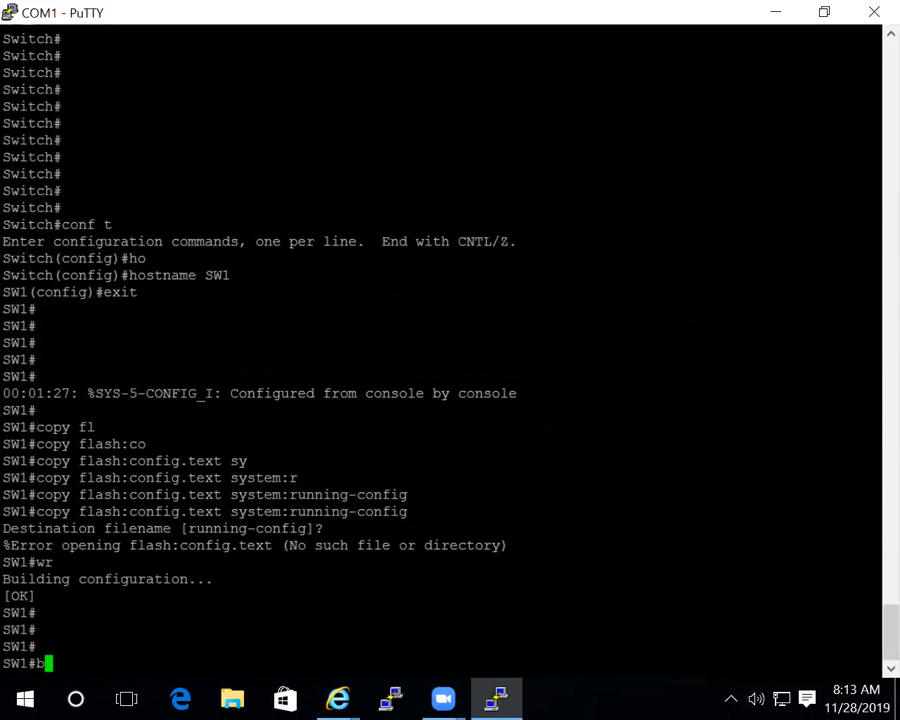 COM1 - PuTTY
Switch#
Switch#
Switch#
Switch#
Switch#
Switch#
Switch#
Switch#
Switch#
Switch#
Switch#
Switch#conf t
Enter configuration commands, one per line.  End with CNTL/Z.
Switch(config)#ho
Switch(config)#hostname SW1
SW1(config)#exit
SW1#
SW1#
SW1#
SW1#
SW1#
00:01:27: %SYS-5-CONFIG_I: Configured from console by console
SW1#
SW1#copy fl
SW1#copy flash:co
SW1#copy flash:config.text sy
SW1#copy flash:config.text system:r
SW1#copy flash:config.text system:running-config
SW1#copy flash:config.text system:running-config
Destination filename [running-config]?
%Error opening flash:config.text (No such file or directory)
SW1#wr
Building configuration...
[OK]
SW1#
SW1#
SW1#
SW1#b
8:13 AM
11/28/2019